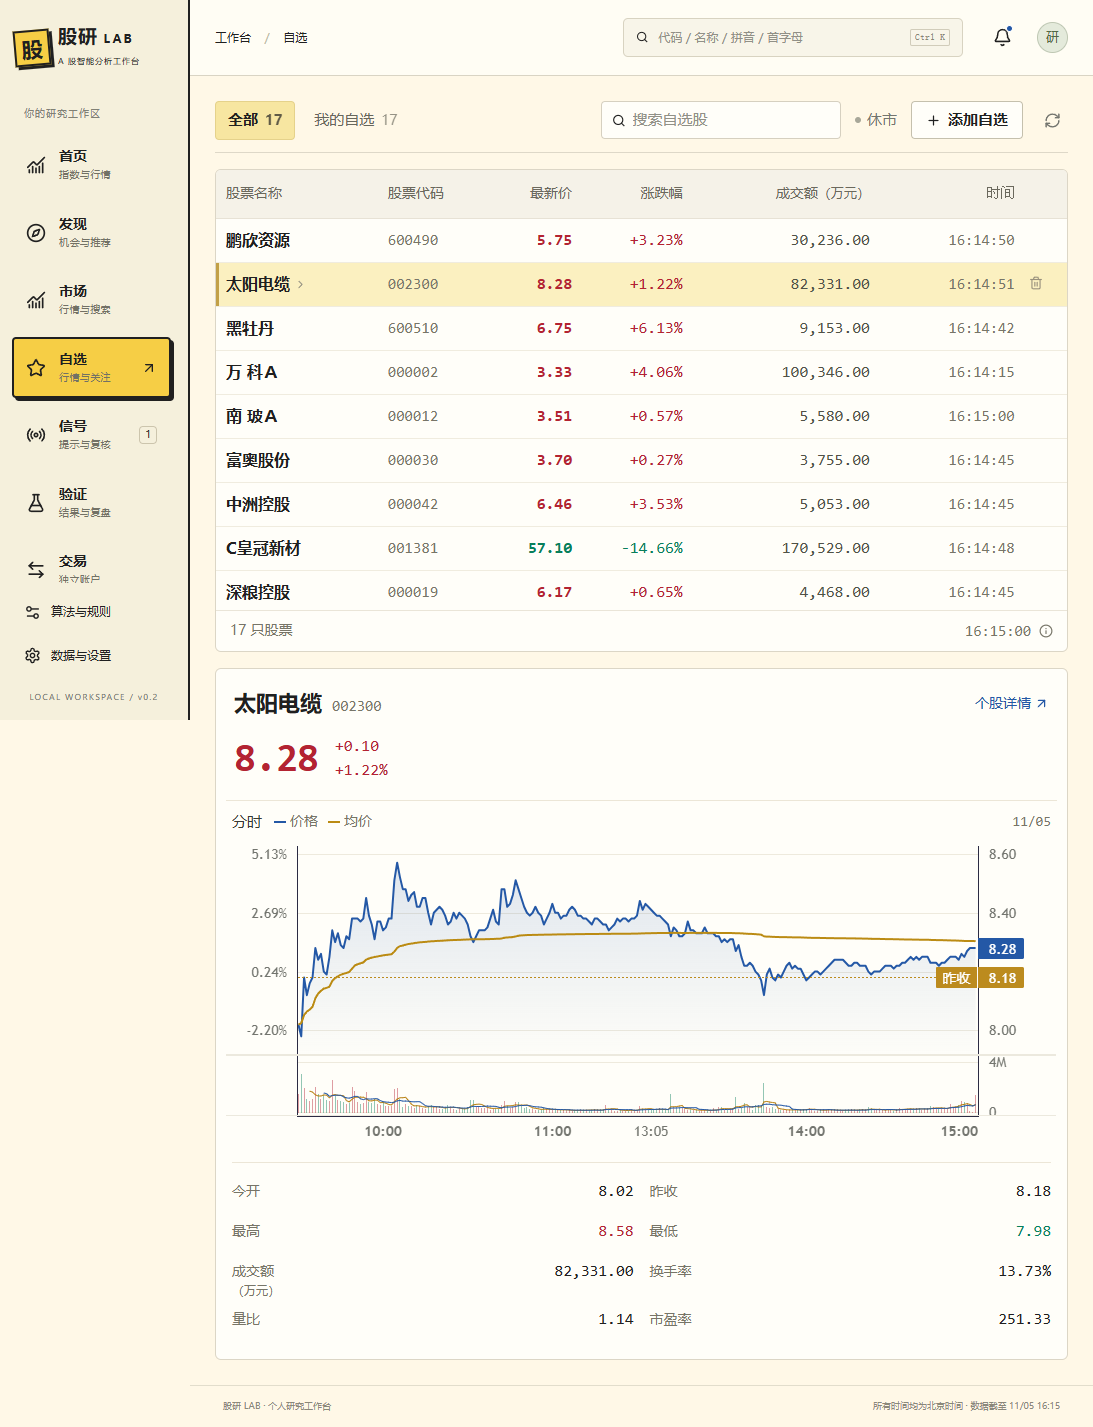 股 股研 LAB
A 股智能分析工作台
你的研究工作区
首页
指数与行情
发现
机会与推荐
市场
行情与搜索
自选
行情与关注
信号
提示与复核
1
验证
结果与复盘
交易
独立账户
算法与规则
数据与设置
LOCAL WORKSPACE / v0.2
工作台 / 自选
代码 / 名称 / 拼音 / 首字母 Ctrl K
研
全部 17 我的自选 17
搜索自选股
休市
添加自选
股票名称 股票代码 最新价 涨跌幅 成交额（万元） 时间
鹏欣资源 600490 5.75 +3.23% 30,236.00 16:14:50
太阳电缆 › 002300 8.28 +1.22% 82,331.00 16:14:51
黑牡丹 600510 6.75 +6.13% 9,153.00 16:14:42
万 科A 000002 3.33 +4.06% 100,346.00 16:14:15
南 玻A 000012 3.51 +0.57% 5,580.00 16:15:00
富奥股份 000030 3.70 +0.27% 3,755.00 16:14:45
中洲控股 000042 6.46 +3.53% 5,053.00 16:14:45
C皇冠新材 001381 57.10 -14.66% 170,529.00 16:14:48
深粮控股 000019 6.17 +0.65% 4,468.00 16:14:45
17 只股票 16:15:00
太阳电缆 002300 个股详情
8.28 +0.10
+1.22%
分时 价格 均价 11/05
5.13% 8.60
2.69% 8.40
8.28
0.24% 昨收 8.18
-2.20% 8.00
4M
0
10:00 11:00 13:05 14:00 15:00
今开 8.02 昨收 8.18
最高 8.58 最低 7.98
成交额 82,331.00 换手率 13.73%
（万元）
量比 1.14 市盈率 251.33
股研 LAB · 个人研究工作台
所有时间均为北京时间 · 数据截至 11/05 16:15